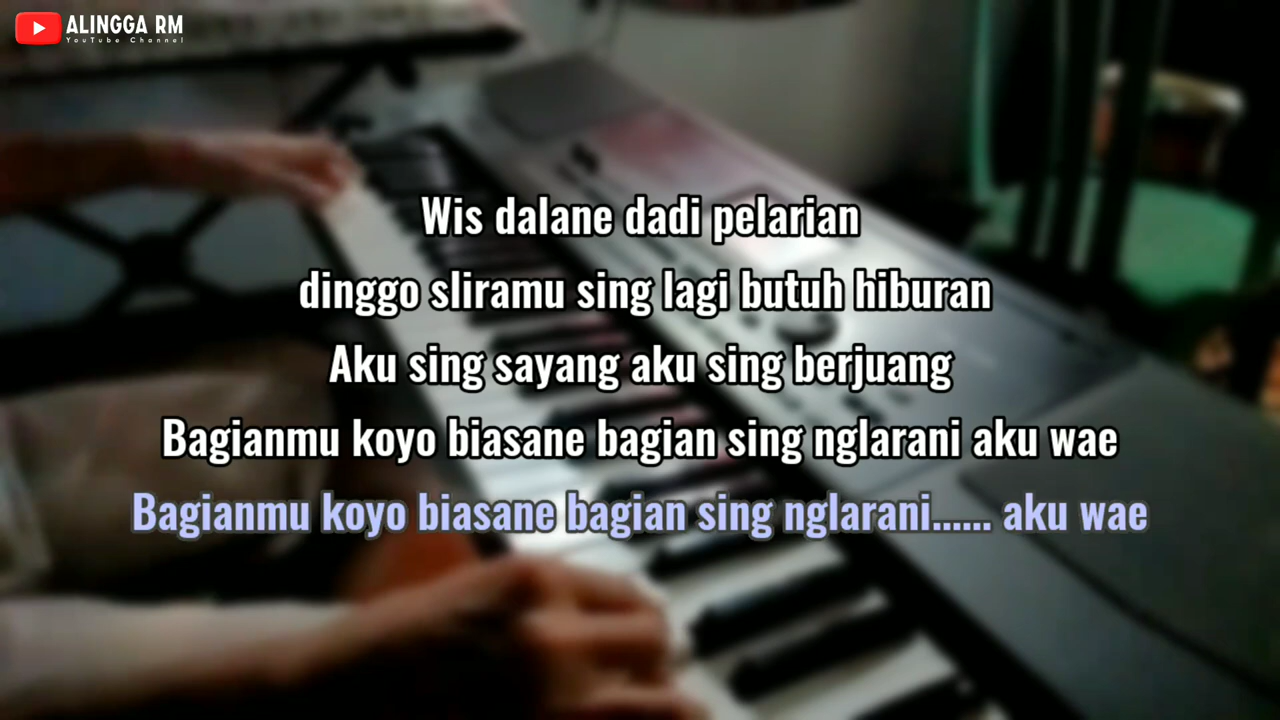 ALINGGA RM
YouTube Channel
Wis dalane dadi pelarian
dinggo sliramu sing lagi butuh hiburan
Aku sing sayang aku sing berjuang
Bagianmu koyo biasane bagian sing nglarani aku wae
Bagianmu koyo biasane bagian sing nglarani...... aku wae